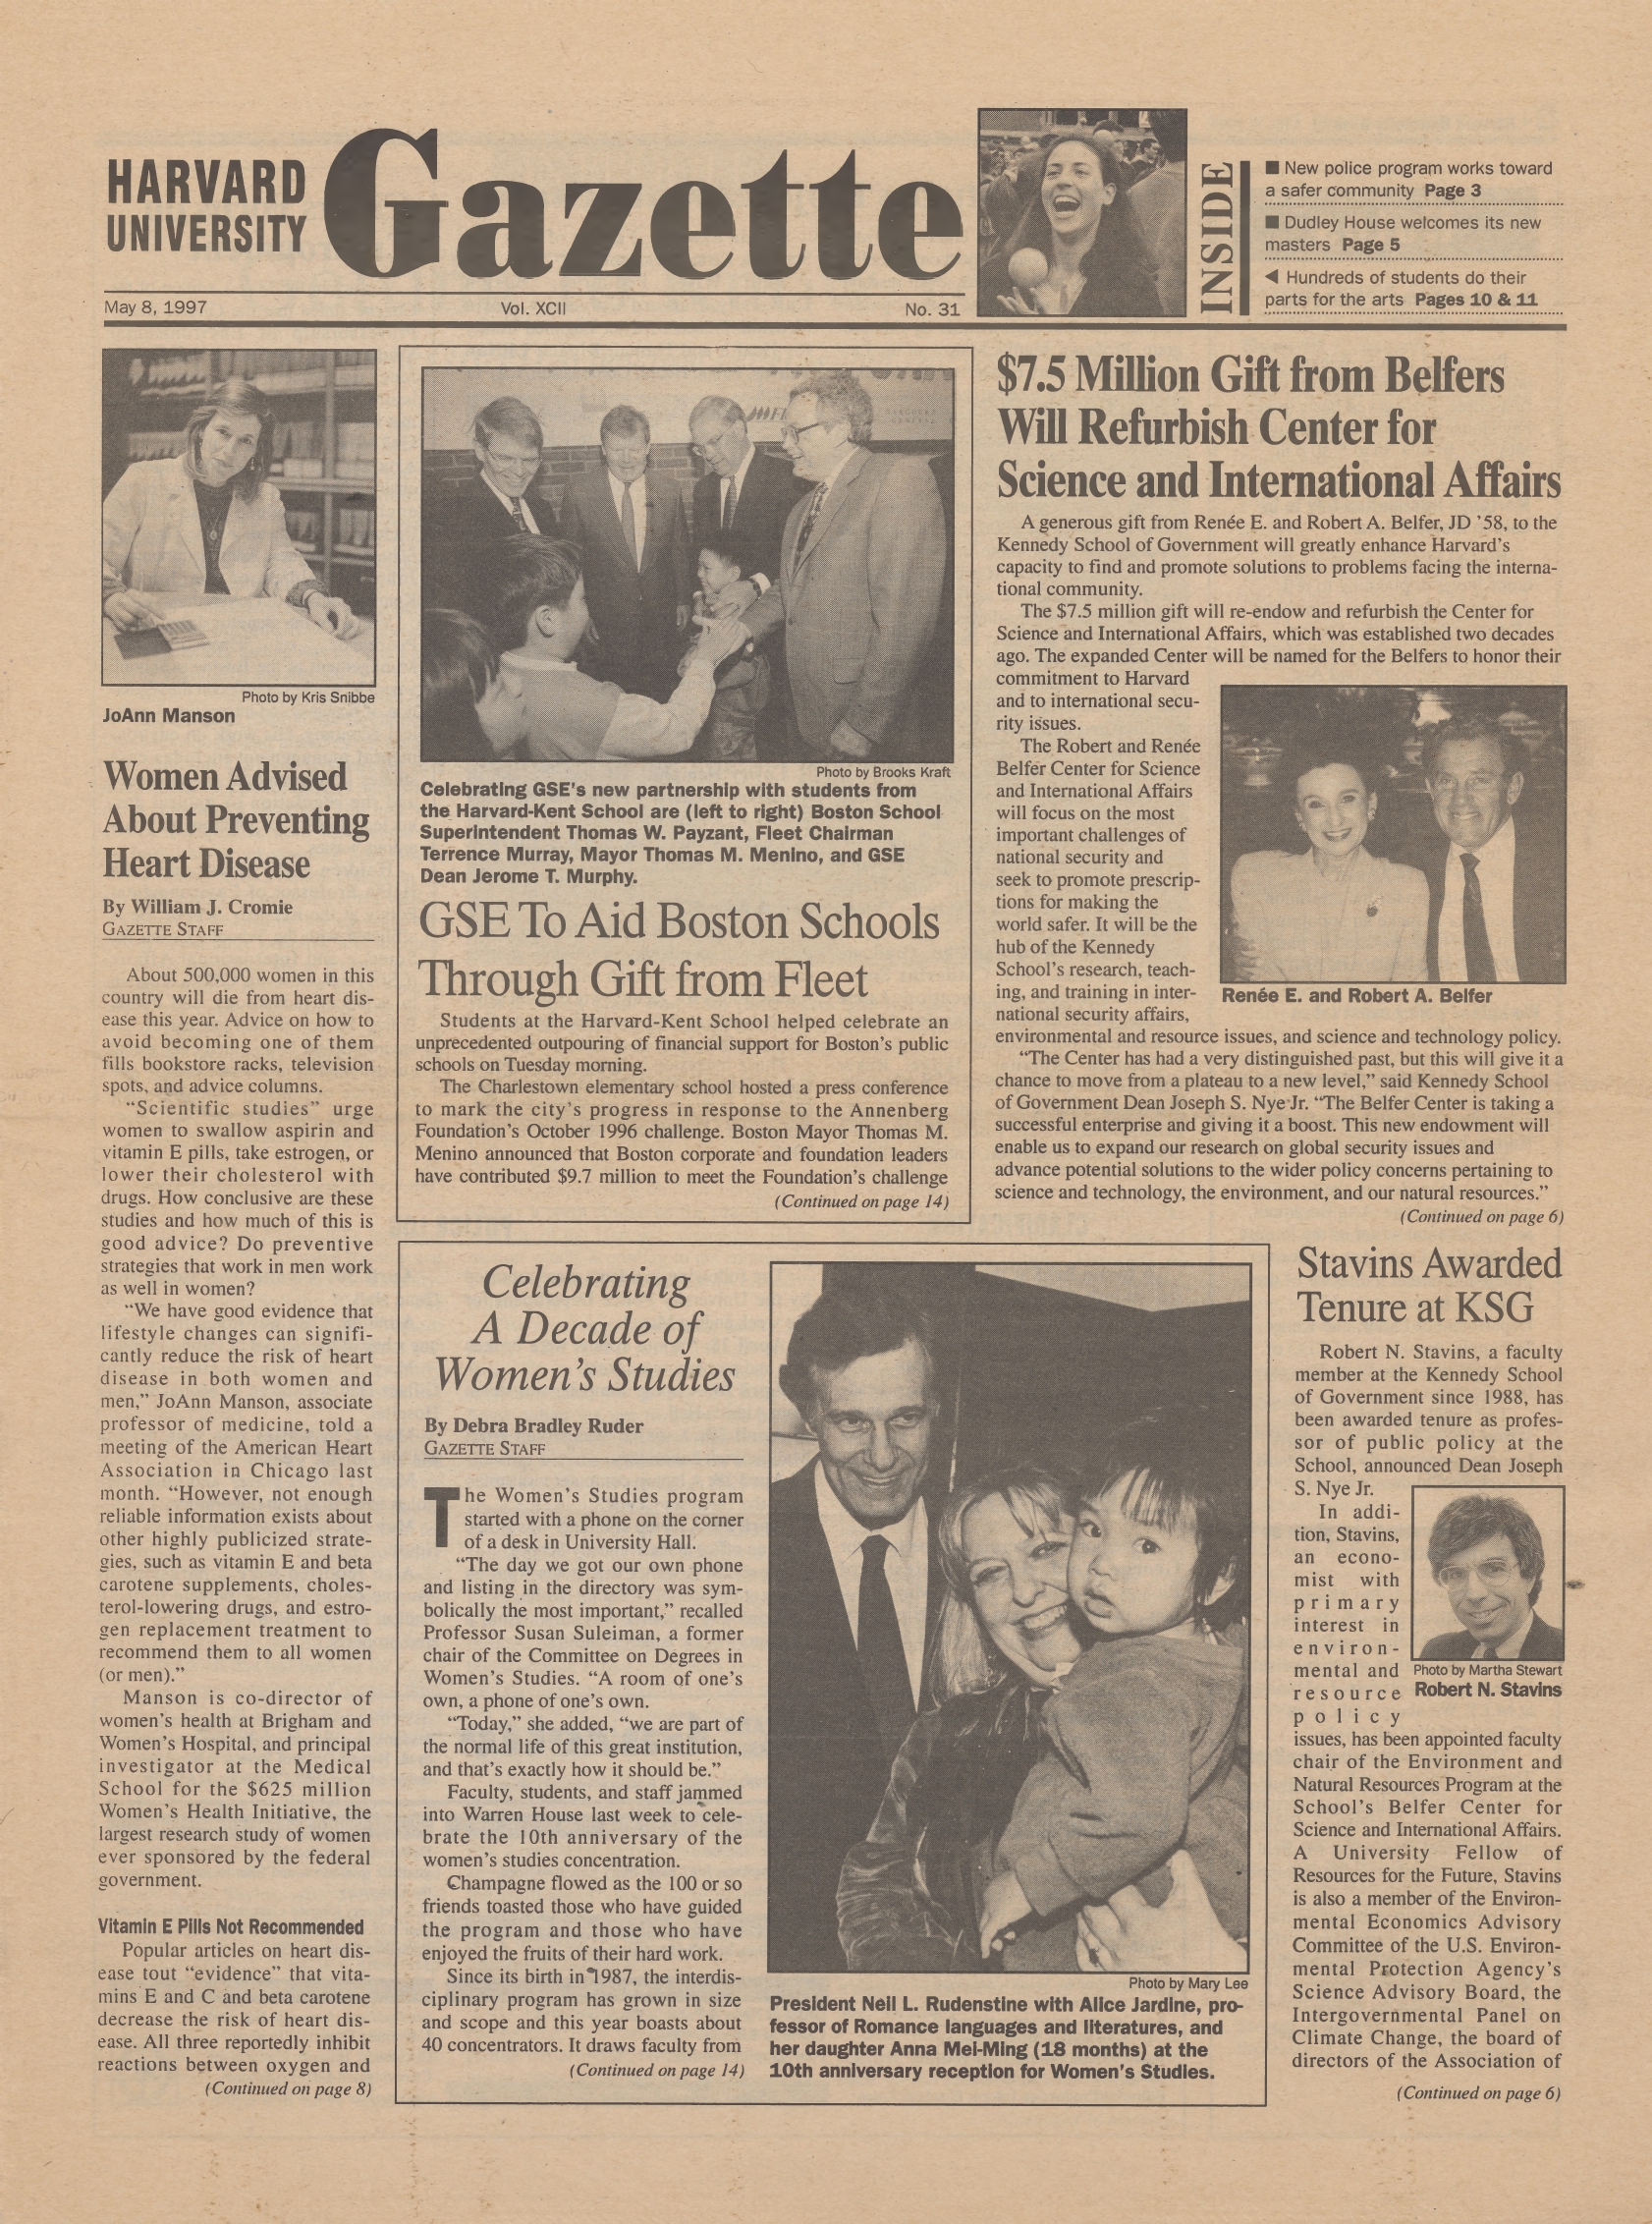 HARVARD
UNIVERSITY
Gazette
May 8, 1997 Vol. XCII No. 31
INSIDE
■ New police program works toward
a safer community Page 3
■ Dudley House welcomes its new
masters Page 5
◀ Hundreds of students do their
parts for the arts Pages 10 & 11
Photo by Kris Snibbe
JoAnn Manson
Women Advised
About Preventing
Heart Disease
By William J. Cromie
GAZETTE STAFF
About 500,000 women in this
country will die from heart dis-
ease this year. Advice on how to
avoid becoming one of them
fills bookstore racks, television
spots, and advice columns.
“Scientific studies” urge
women to swallow aspirin and
vitamin E pills, take estrogen, or
lower their cholesterol with
drugs. How conclusive are these
studies and how much of this is
good advice? Do preventive
strategies that work in men work
as well in women?
“We have good evidence that
lifestyle changes can signifi-
cantly reduce the risk of heart
disease in both women and
men,” JoAnn Manson, associate
professor of medicine, told a
meeting of the American Heart
Association in Chicago last
month. “However, not enough
reliable information exists about
other highly publicized strate-
gies, such as vitamin E and beta
carotene supplements, choles-
terol-lowering drugs, and estro-
gen replacement treatment to
recommend them to all women
(or men).”
Manson is co-director of
women’s health at Brigham and
Women’s Hospital, and principal
investigator at the Medical
School for the $625 million
Women’s Health Initiative, the
largest research study of women
ever sponsored by the federal
government.
Vitamin E Pills Not Recommended
Popular articles on heart dis-
ease tout “evidence” that vita-
mins E and C and beta carotene
decrease the risk of heart dis-
ease. All three reportedly inhibit
reactions between oxygen and
(Continued on page 8)
Photo by Brooks Kraft
Celebrating GSE’s new partnership with students from
the Harvard-Kent School are (left to right) Boston School
Superintendent Thomas W. Payzant, Fleet Chairman
Terrence Murray, Mayor Thomas M. Menino, and GSE
Dean Jerome T. Murphy.
GSE To Aid Boston Schools
Through Gift from Fleet
Students at the Harvard-Kent School helped celebrate an
unprecedented outpouring of financial support for Boston’s public
schools on Tuesday morning.
The Charlestown elementary school hosted a press conference
to mark the city’s progress in response to the Annenberg
Foundation’s October 1996 challenge. Boston Mayor Thomas M.
Menino announced that Boston corporate and foundation leaders
have contributed $9.7 million to meet the Foundation’s challenge
(Continued on page 14)
$7.5 Million Gift from Belfers
Will Refurbish Center for
Science and International Affairs
A generous gift from Renée E. and Robert A. Belfer, JD ’58, to the
Kennedy School of Government will greatly enhance Harvard’s
capacity to find and promote solutions to problems facing the interna-
tional community.
The $7.5 million gift will re-endow and refurbish the Center for
Science and International Affairs, which was established two decades
ago. The expanded Center will be named for the Belfers to honor their
commitment to Harvard
and to international secu-
rity issues.
The Robert and Renée
Belfer Center for Science
and International Affairs
will focus on the most
important challenges of
national security and
seek to promote prescrip-
tions for making the
world safer. It will be the
hub of the Kennedy
School’s research, teach-
ing, and training in inter-
national security affairs,
environmental and resource issues, and science and technology policy.
“The Center has had a very distinguished past, but this will give it a
chance to move from a plateau to a new level,” said Kennedy School
of Government Dean Joseph S. Nye Jr. “The Belfer Center is taking a
successful enterprise and giving it a boost. This new endowment will
enable us to expand our research on global security issues and
advance potential solutions to the wider policy concerns pertaining to
science and technology, the environment, and our natural resources.”
(Continued on page 6)
Renée E. and Robert A. Belfer
Celebrating
A Decade of
Women’s Studies
By Debra Bradley Ruder
GAZETTE STAFF
The Women’s Studies program
started with a phone on the corner
of a desk in University Hall.
“The day we got our own phone
and listing in the directory was sym-
bolically the most important,” recalled
Professor Susan Suleiman, a former
chair of the Committee on Degrees in
Women’s Studies. “A room of one’s
own, a phone of one’s own.
“Today,” she added, “we are part of
the normal life of this great institution,
and that’s exactly how it should be.”
Faculty, students, and staff jammed
into Warren House last week to cele-
brate the 10th anniversary of the
women’s studies concentration.
Champagne flowed as the 100 or so
friends toasted those who have guided
the program and those who have
enjoyed the fruits of their hard work.
Since its birth in 1987, the interdis-
ciplinary program has grown in size
and scope and this year boasts about
40 concentrators. It draws faculty from
(Continued on page 14)
Photo by Mary Lee
President Neil L. Rudenstine with Alice Jardine, pro-
fessor of Romance languages and literatures, and
her daughter Anna Mei-Ming (18 months) at the
10th anniversary reception for Women’s Studies.
Stavins Awarded
Tenure at KSG
Robert N. Stavins, a faculty
member at the Kennedy School
of Government since 1988, has
been awarded tenure as profes-
sor of public policy at the
School, announced Dean Joseph
S. Nye Jr.
In addi-
tion, Stavins,
an econo-
mist with
primary
interest in
environ-
mental and
resource
policy
issues, has been appointed faculty
chair of the Environment and
Natural Resources Program at the
School’s Belfer Center for
Science and International Affairs.
A University Fellow of
Resources for the Future, Stavins
is also a member of the Environ-
mental Economics Advisory
Committee of the U.S. Environ-
mental Protection Agency’s
Science Advisory Board, the
Intergovernmental Panel on
Climate Change, the board of
directors of the Association of
(Continued on page 6)
Photo by Martha Stewart
Robert N. Stavins